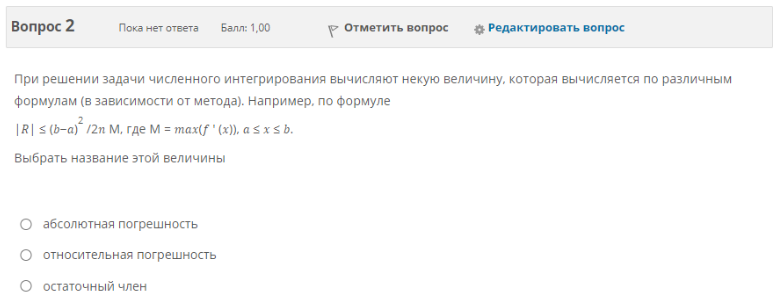 Вопрос 2 Пока нет ответа Балл: 1,00 Отметить вопрос Редактировать вопрос
При решении задачи численного интегрирования вычисляют некую величину, которая вычисляется по различным
формулам (в зависимости от метода). Например, по формуле
|R| ≤ (b−a)² /2n M, где M = max(f '(x)), a ≤ x ≤ b.
Выбрать название этой величины
абсолютная погрешность
относительная погрешность
остаточный член